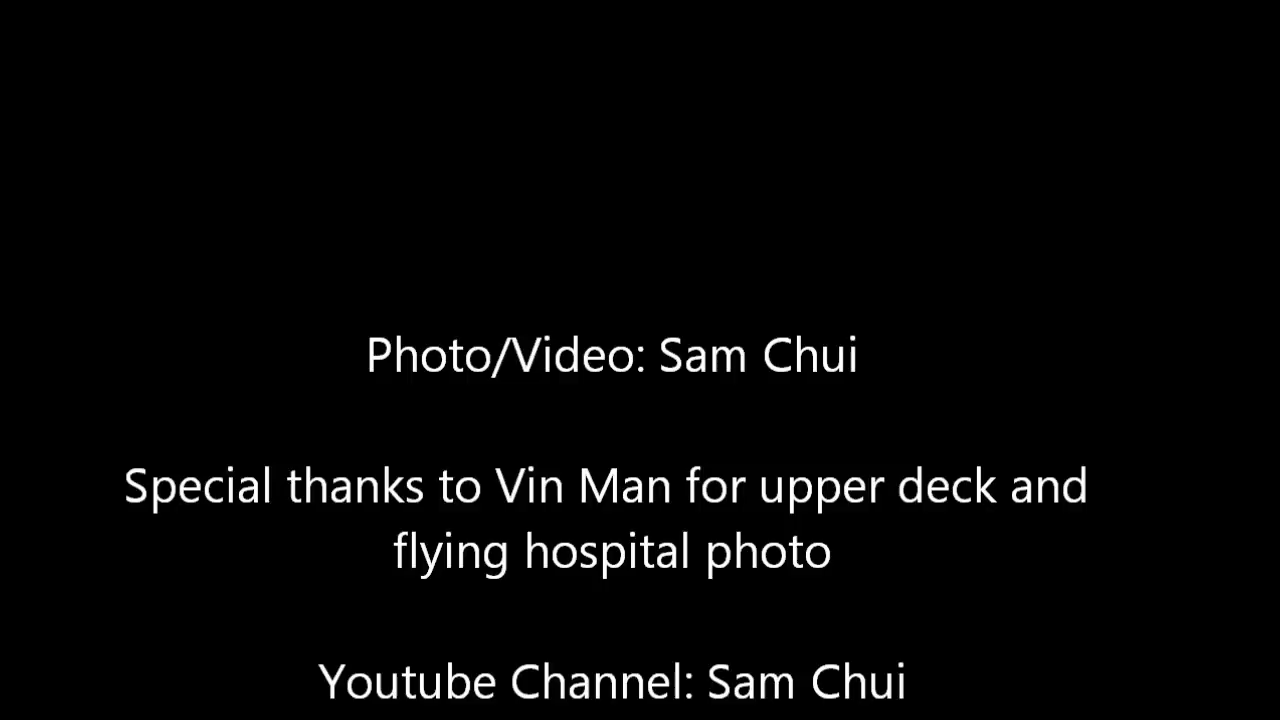 Photo/Video: Sam Chui
Special thanks to Vin Man for upper deck and
flying hospital photo
Youtube Channel: Sam Chui